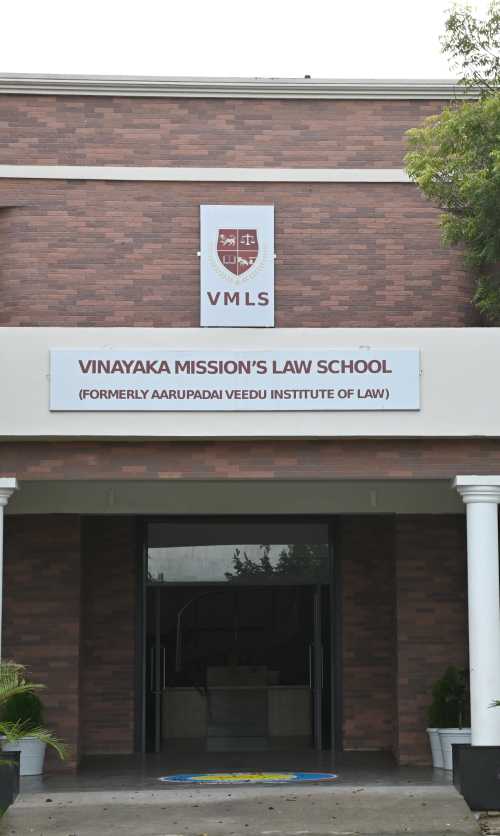 VMLS
VINAYAKA MISSION'S LAW SCHOOL
(FORMERLY AARUPADAI VEEDU INSTITUTE OF LAW)